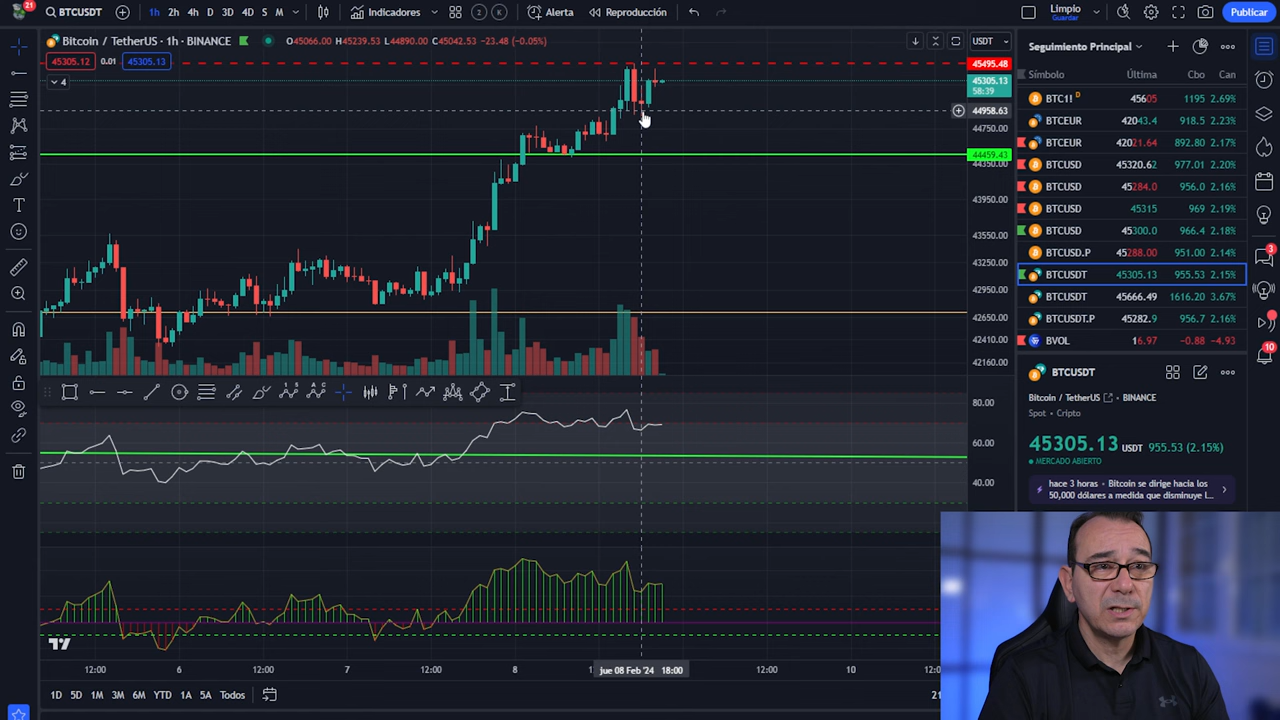 21
BTCUSDT
1h 2h 4h D 3D 4D S M
Indicadores
2 K
Alerta
Reproducción
Limpio
Guardar
Publicar
Bitcoin / TetherUS · 1h · BINANCE
O45066.00 H45239.53 L44890.00 C45042.53 -23.48 (-0.05%)
USDT
45305.12 0.01 45305.13
4
45495.48
45305.13
58:39
44958.63
44750.00
44459.43
44350.00
43950.00
43550.00
43250.00
42950.00
42650.00
42410.00
42160.00
80.00
60.00
40.00
12:00 6 12:00 7 12:00 8 jue 08 Feb '24 18:00 12:00 10
1D 5D 1M 3M 6M YTD 1A 5A Todos
Seguimiento Principal
Símbolo Última Cbo Can
BTC1! D 45605 1195 2.69%
BTCEUR 42043.4 918.5 2.23%
BTCEUR 42021.64 892.80 2.17%
BTCUSD 45320.62 977.01 2.20%
BTCUSD 45284.0 956.0 2.16%
BTCUSD 45315 969 2.19%
BTCUSD 45300.0 966.4 2.18%
BTCUSD.P 45288.00 951.00 2.14%
BTCUSDT 45305.13 955.53 2.15%
BTCUSDT 45666.49 1616.20 3.67%
BTCUSDT.P 45282.9 956.7 2.16%
BVOL 16.97 -0.88 -4.93
BTCUSDT
Bitcoin / TetherUS · BINANCE
Spot · Cripto
45305.13 USDT 955.53 (2.15%)
MERCADO ABIERTO
hace 3 horas · Bitcoin se dirige hacia los
50,000 dólares a medida que disminuye l...
3
10